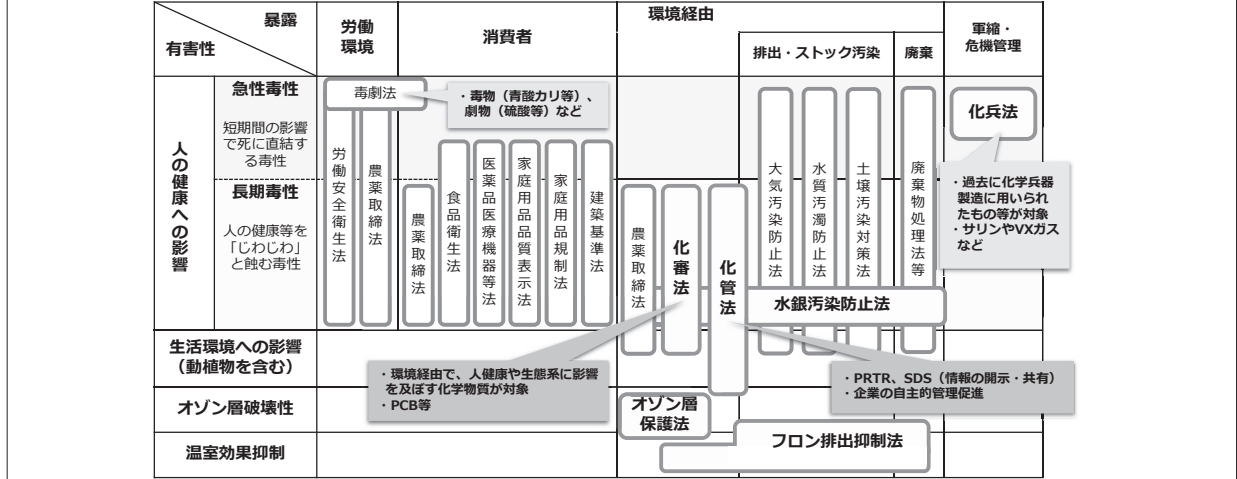 暴露
有害性
労働
環境
消費者
環境経由
排出・ストック汚染
廃棄
軍縮・
危機管理
人の健康への影響
急性毒性
短期間の影響
で死に直結す
る毒性
長期毒性
人の健康等を
「じわじわ」
と蝕む毒性
毒劇法
・毒物（青酸カリ等）、
劇物（硫酸等）など
労働安全衛生法
農薬取締法
農薬取締法
食品衛生法
医薬品医療機器等法
家庭用品品質表示法
家庭用品規制法
建築基準法
農薬取締法
化審法
化管法
大気汚染防止法
水質汚濁防止法
土壌汚染対策法
廃棄物処理法等
水銀汚染防止法
化兵法
・過去に化学兵器
製造に用いられ
たもの等が対象
・サリンやVXガス
など
生活環境への影響
（動植物を含む）
・環境経由で、人健康や生態系に影響
を及ぼす化学物質が対象
・PCB等
・PRTR、SDS（情報の開示・共有）
・企業の自主的管理促進
オゾン層破壊性
オゾン層
保護法
フロン排出抑制法
温室効果抑制